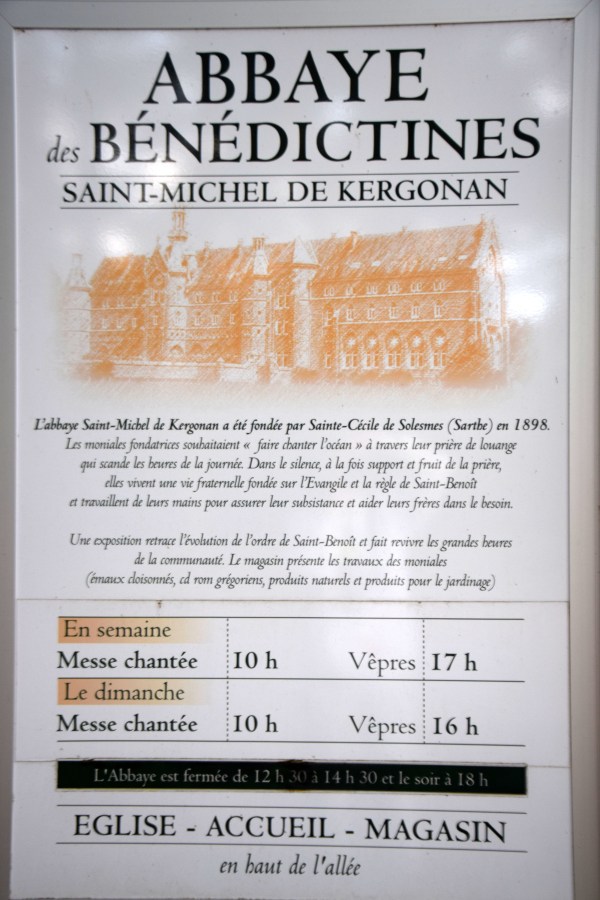 ABBAYE
des BÉNÉDICTINES
SAINT-MICHEL DE KERGONAN
L'abbaye Saint-Michel de Kergonan a été fondée par Sainte-Cécile de Solesmes (Sarthe) en 1898.
Les moniales fondatrices souhaitaient « faire chanter l'océan » à travers leur prière de louange
qui scande les heures de la journée. Dans le silence, à la fois support et fruit de la prière,
elles vivent une vie fraternelle fondée sur l'Evangile et la règle de Saint-Benoît
et travaillent de leurs mains pour assurer leur subsistance et aider leurs frères dans le besoin.
Une exposition retrace l'évolution de l'ordre de Saint-Benoît et fait revivre les grandes heures
de la communauté. Le magasin présente les travaux des moniales
(émaux cloisonnés, cd rom grégoriens, produits naturels et produits pour le jardinage)
En semaine
Messe chantée 10 h Vêpres 17 h
Le dimanche
Messe chantée 10 h Vêpres 16 h
L'Abbaye est fermée de 12 h 30 à 14 h 30 et le soir à 18 h
EGLISE - ACCUEIL - MAGASIN
en haut de l'allée